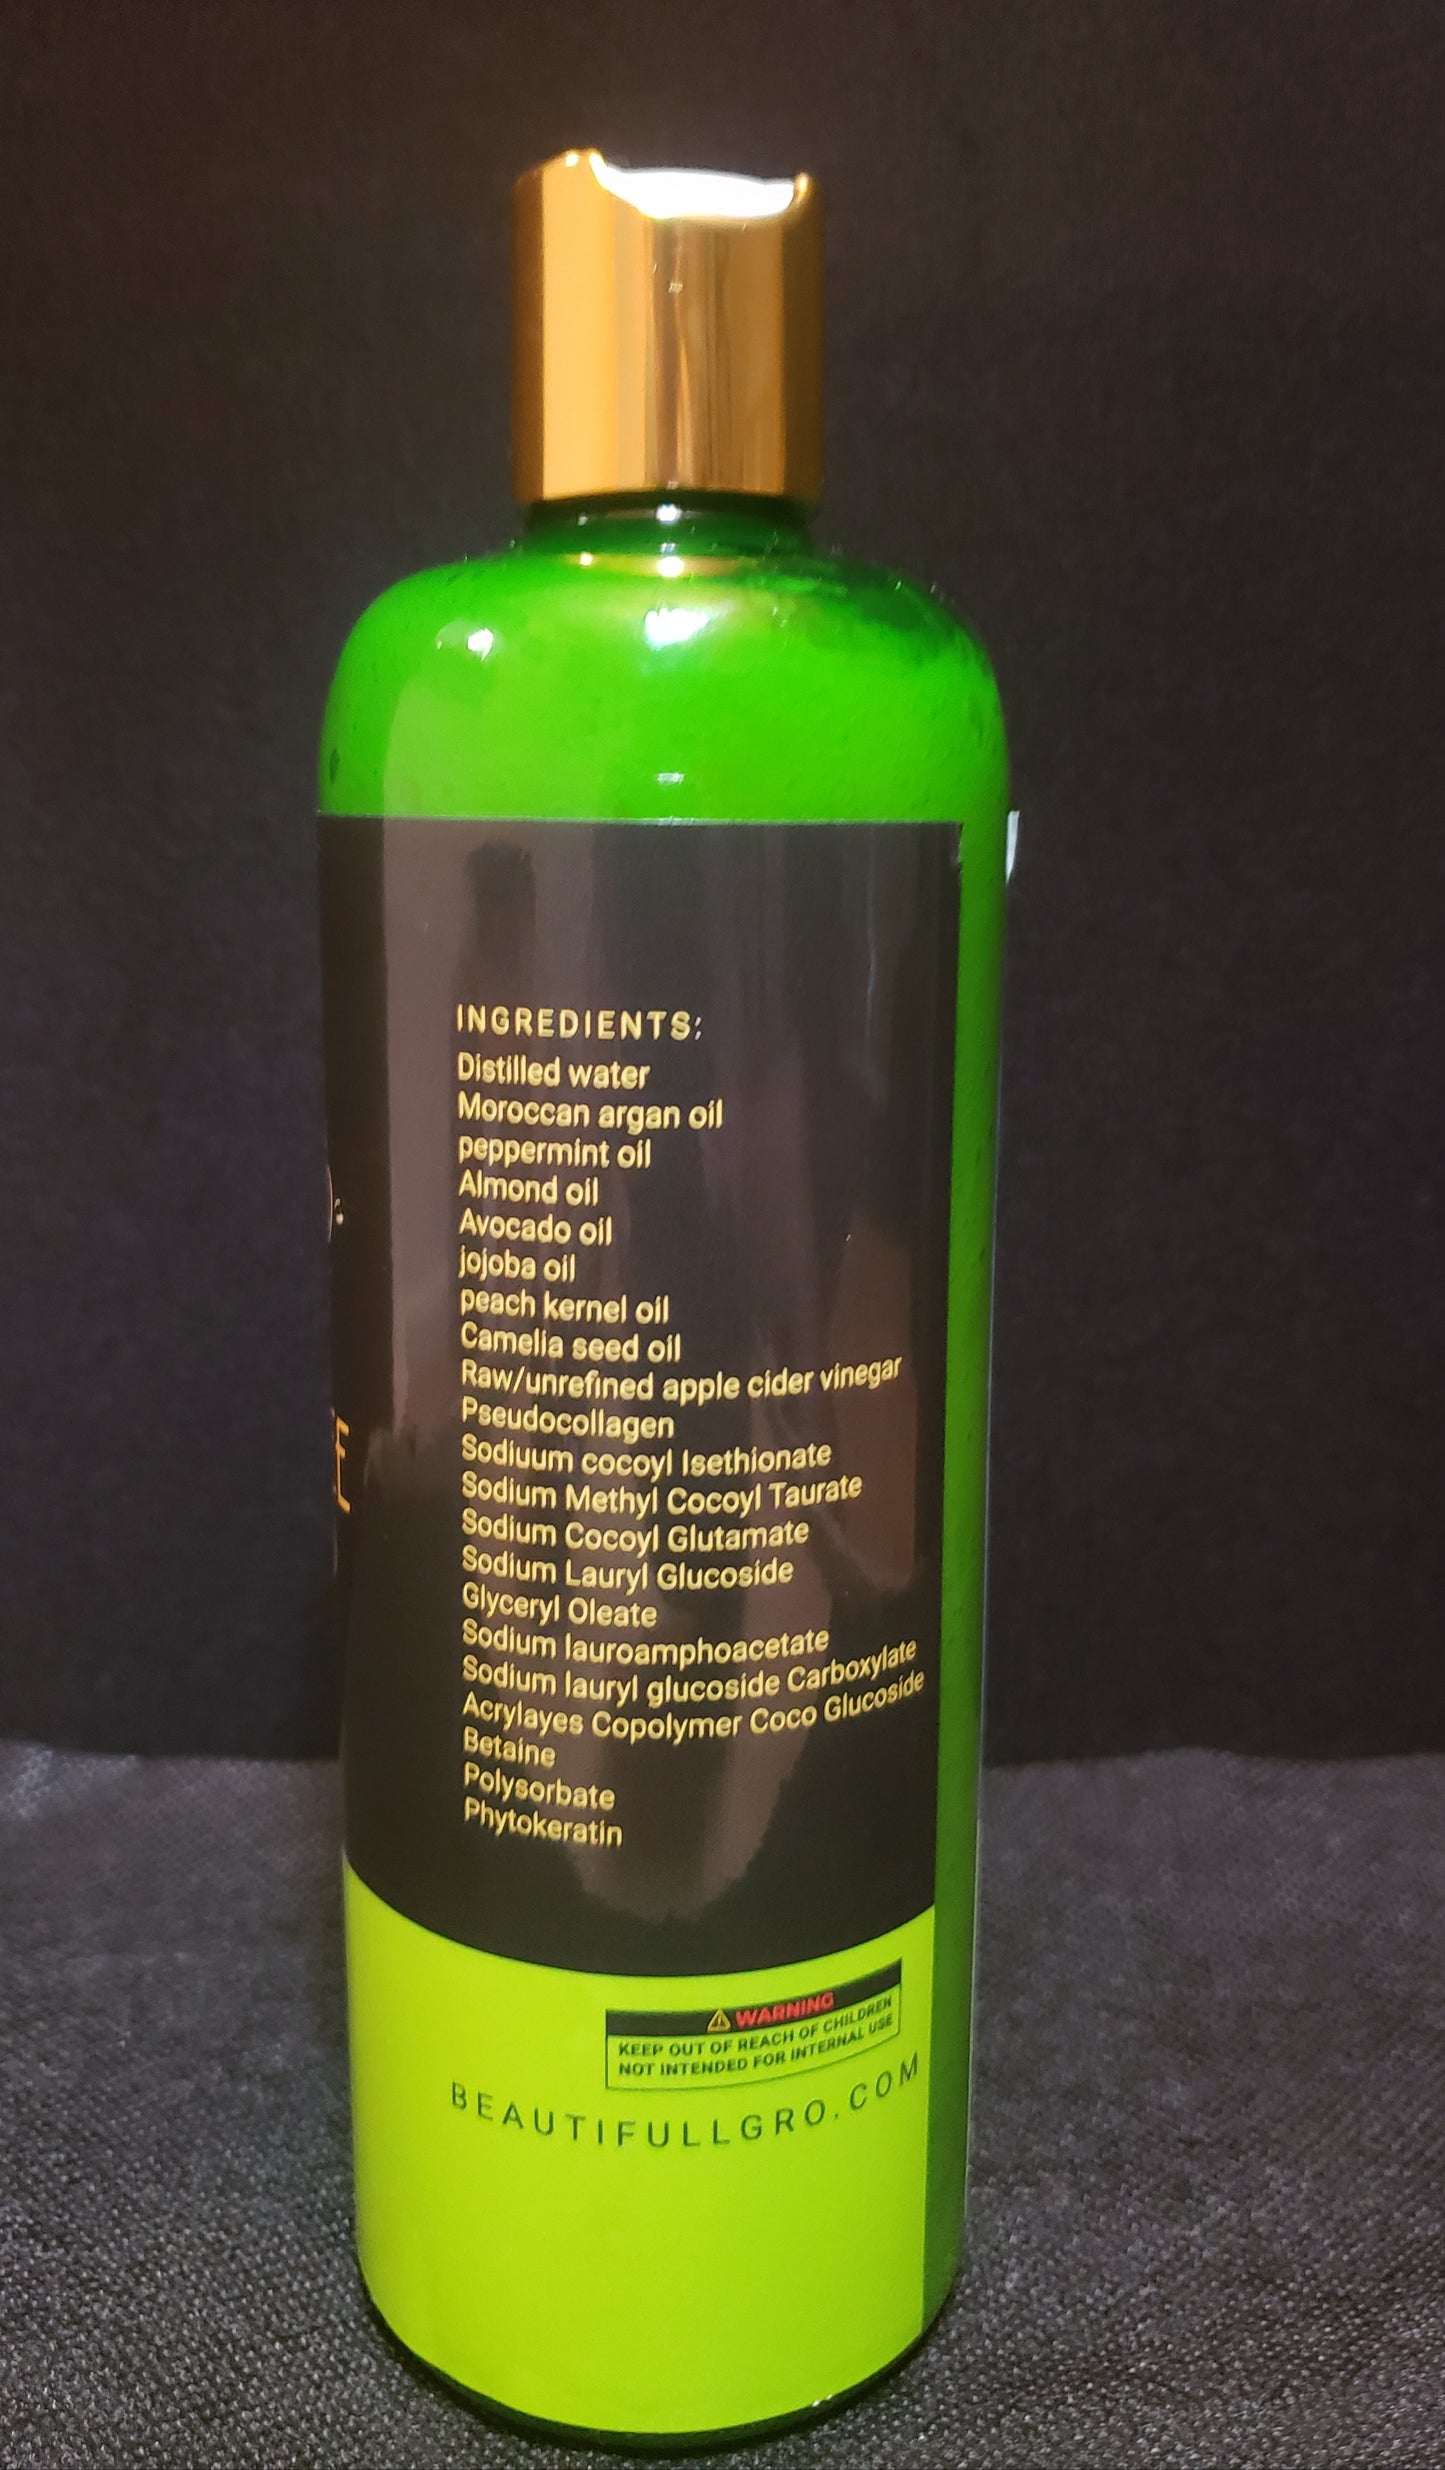 INGREDIENTS:
Distilled water
Moroccan argan oil
peppermint oil
Almond oil
Avocado oil
jojoba oil
peach kernel oil
Camelia seed oil
Raw/unrefined apple cider vinegar
Pseudocollagen
Sodiuum cocoyl Isethionate
Sodium Methyl Cocoyl Taurate
Sodium Cocoyl Glutamate
Sodium Lauryl Glucoside
Glyceryl Oleate
Sodium lauroamphoacetate
Sodium lauryl glucoside Carboxylate
Acrylayes Copolymer Coco Glucoside
Betaine
Polysorbate
Phytokeratin
WARNING
KEEP OUT OF REACH OF CHILDREN
NOT INTENDED FOR INTERNAL USE
BEAUTIFULLGRO.COM